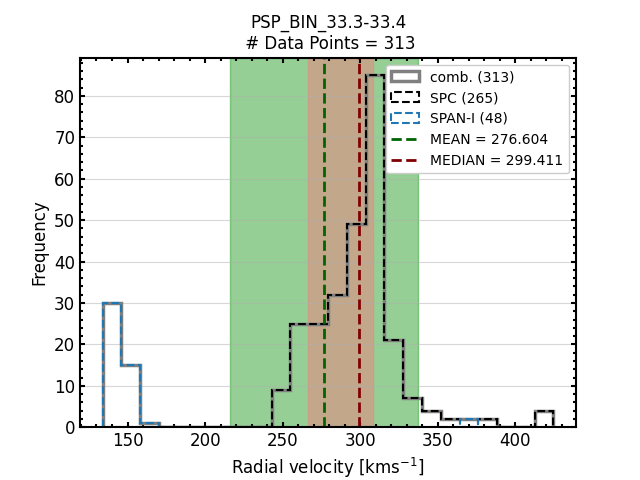 PSP_BIN_33.3-33.4
# Data Points = 313
comb. (313)
SPC (265)
SPAN-I (48)
MEAN = 276.604
MEDIAN = 299.411
Frequency
80
70
60
50
40
30
20
10
0
150 200 250 300 350 400
Radial velocity [kms⁻¹]